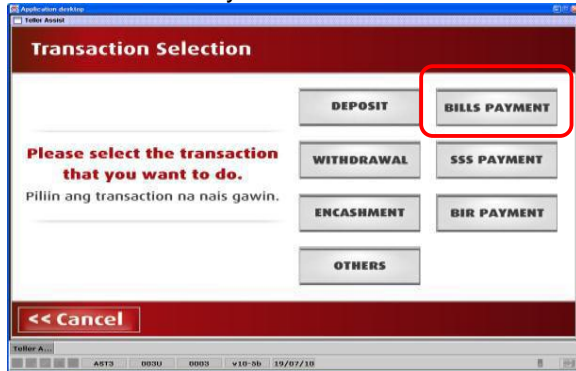 Application desktop
Teller Assist
Transaction Selection
DEPOSIT
BILLS PAYMENT
Please select the transaction
that you want to do.
Piliin ang transaction na nais gawin.
WITHDRAWAL
SSS PAYMENT
ENCASHMENT
BIR PAYMENT
OTHERS
<< Cancel
Teller A...
AST3 003U 0003 v10-5b 19/07/10